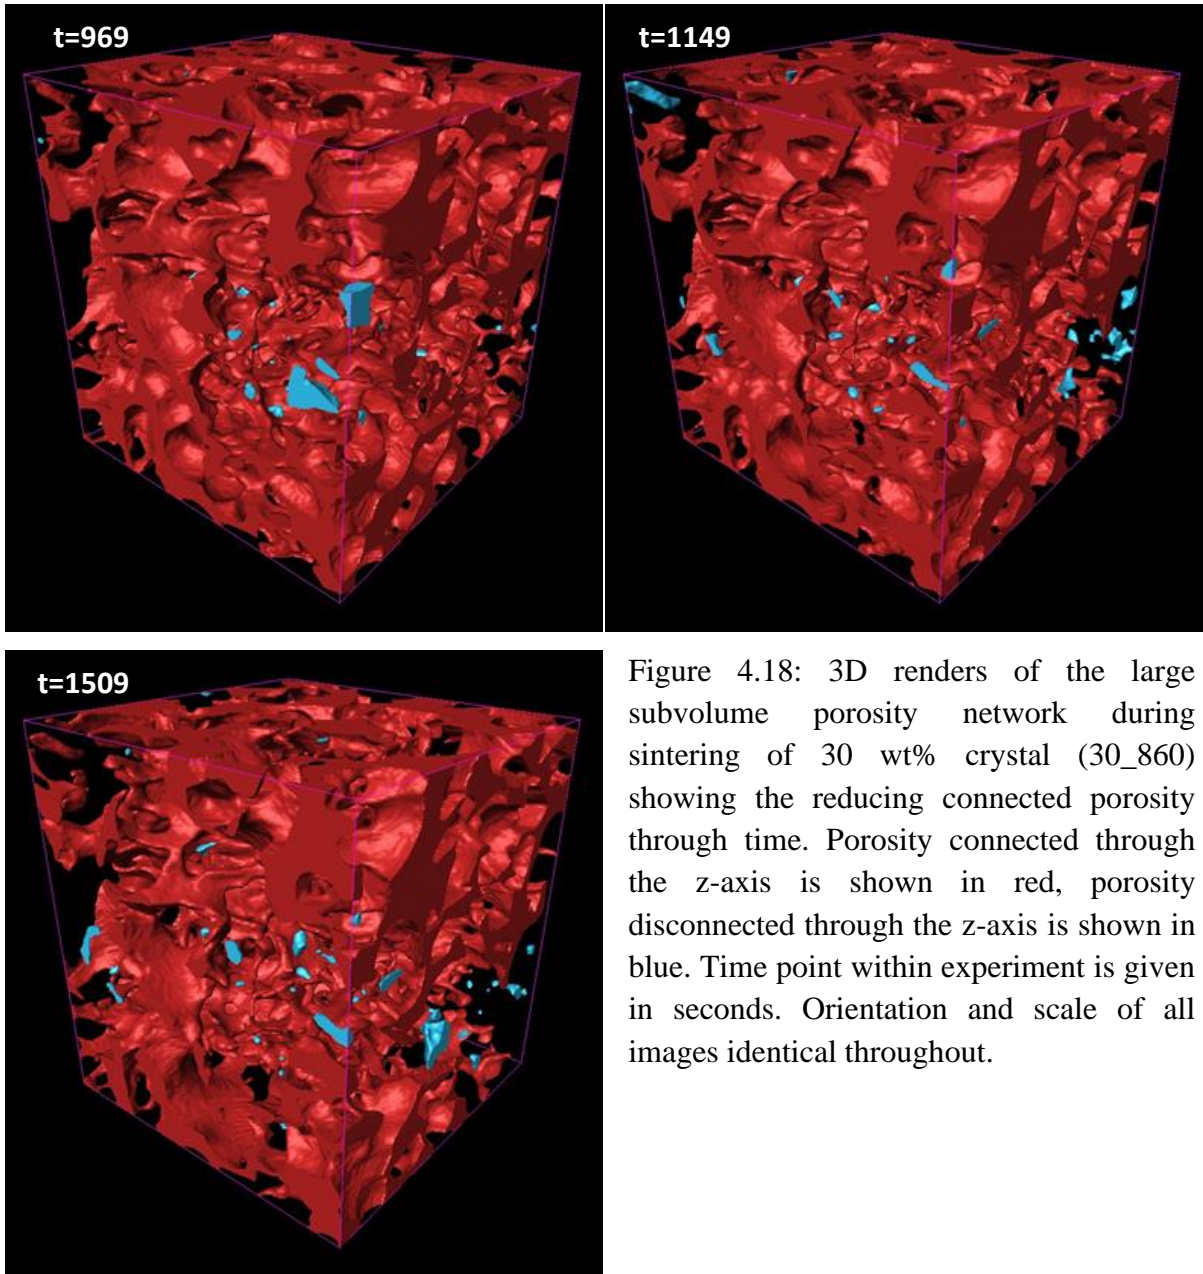 t=969
t=1149
t=1509
Figure 4.18: 3D renders of the large
subvolume porosity network during
sintering of 30 wt% crystal (30_860)
showing the reducing connected porosity
through time. Porosity connected through
the z-axis is shown in red, porosity
disconnected through the z-axis is shown in
blue. Time point within experiment is given
in seconds. Orientation and scale of all
images identical throughout.